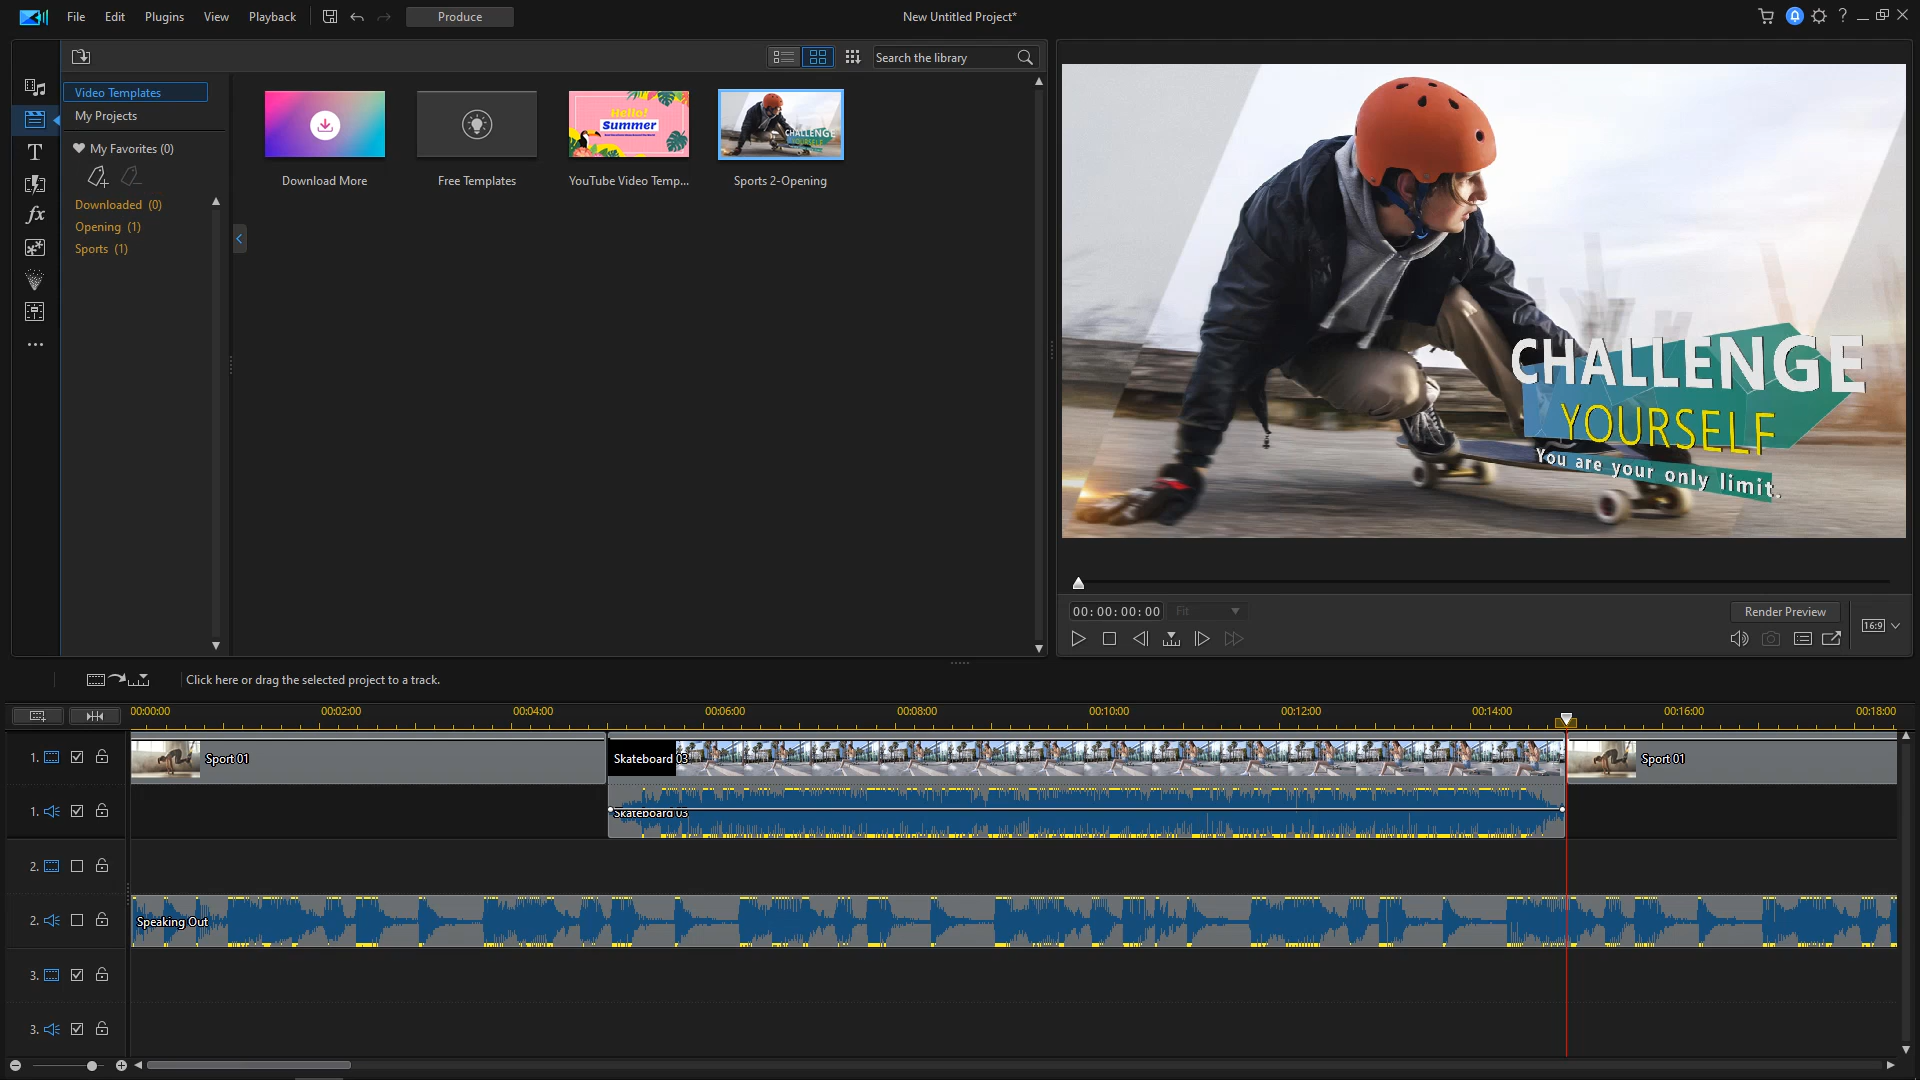 File Edit Plugins View Playback Produce New Untitled Project*
Search the library
Video Templates
My Projects
My Favorites (0)
Downloaded (0)
Opening (1)
Sports (1)
Hello!
Summer
CHALLENGE
YOURSELF
Download More Free Templates YouTube Video Temp... Sports 2-Opening
CHALLENGE
YOURSELF
You are your only limit.
00:00:00:00 Fit Render Preview
16:9
Click here or drag the selected project to a track.
00:00:00 00:02:00 00:04:00 00:06:00 00:08:00 00:10:00 00:12:00 00:14:00 00:16:00 00:18:00
1. Sport 01 Skateboard 03 Sport 01
1. Skateboard 03
2.
2. Speaking Out
3.
3.